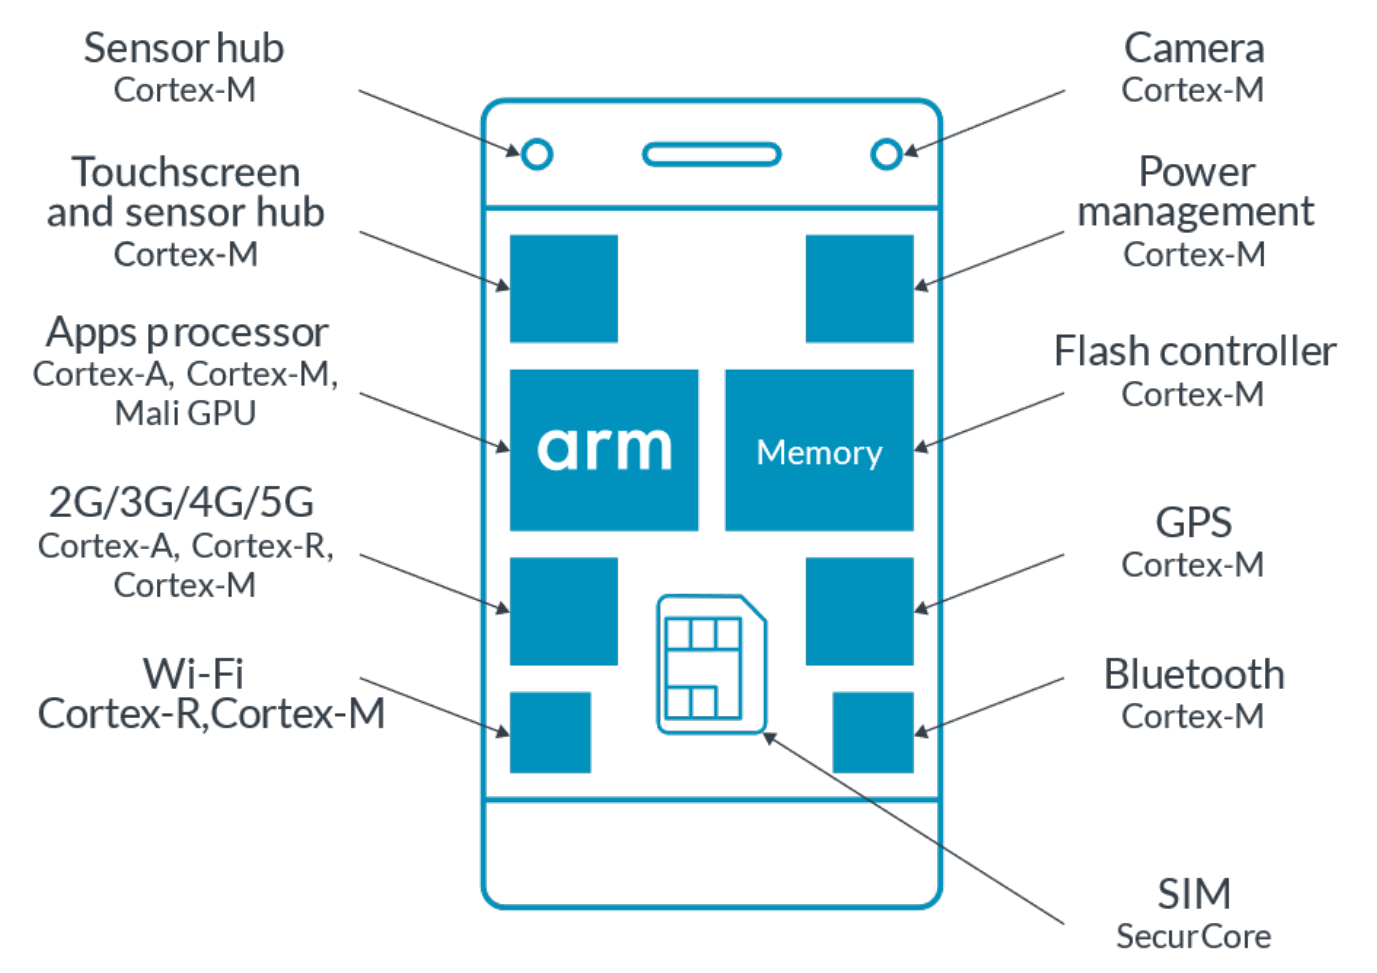 Sensor hub
Cortex-M
Touchscreen
and sensor hub
Cortex-M
Apps processor
Cortex-A, Cortex-M,
Mali GPU
2G/3G/4G/5G
Cortex-A, Cortex-R,
Cortex-M
Wi-Fi
Cortex-R,Cortex-M
arm
Memory
Camera
Cortex-M
Power
management
Cortex-M
Flash controller
Cortex-M
GPS
Cortex-M
Bluetooth
Cortex-M
SIM
SecurCore